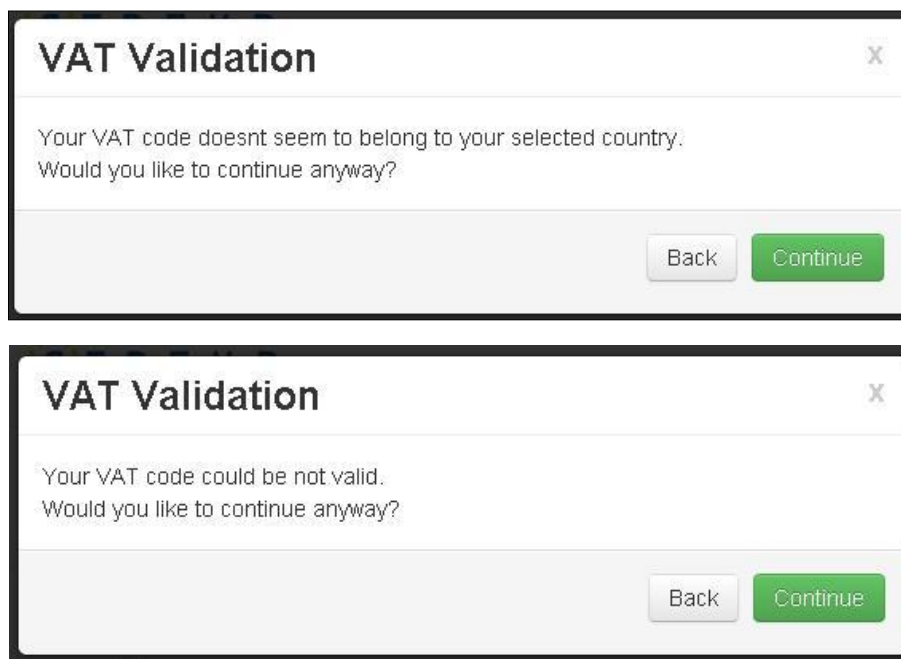 VAT Validation
x
Your VAT code doesnt seem to belong to your selected country.
Would you like to continue anyway?
Back Continue
VAT Validation
x
Your VAT code could be not valid.
Would you like to continue anyway?
Back Continue